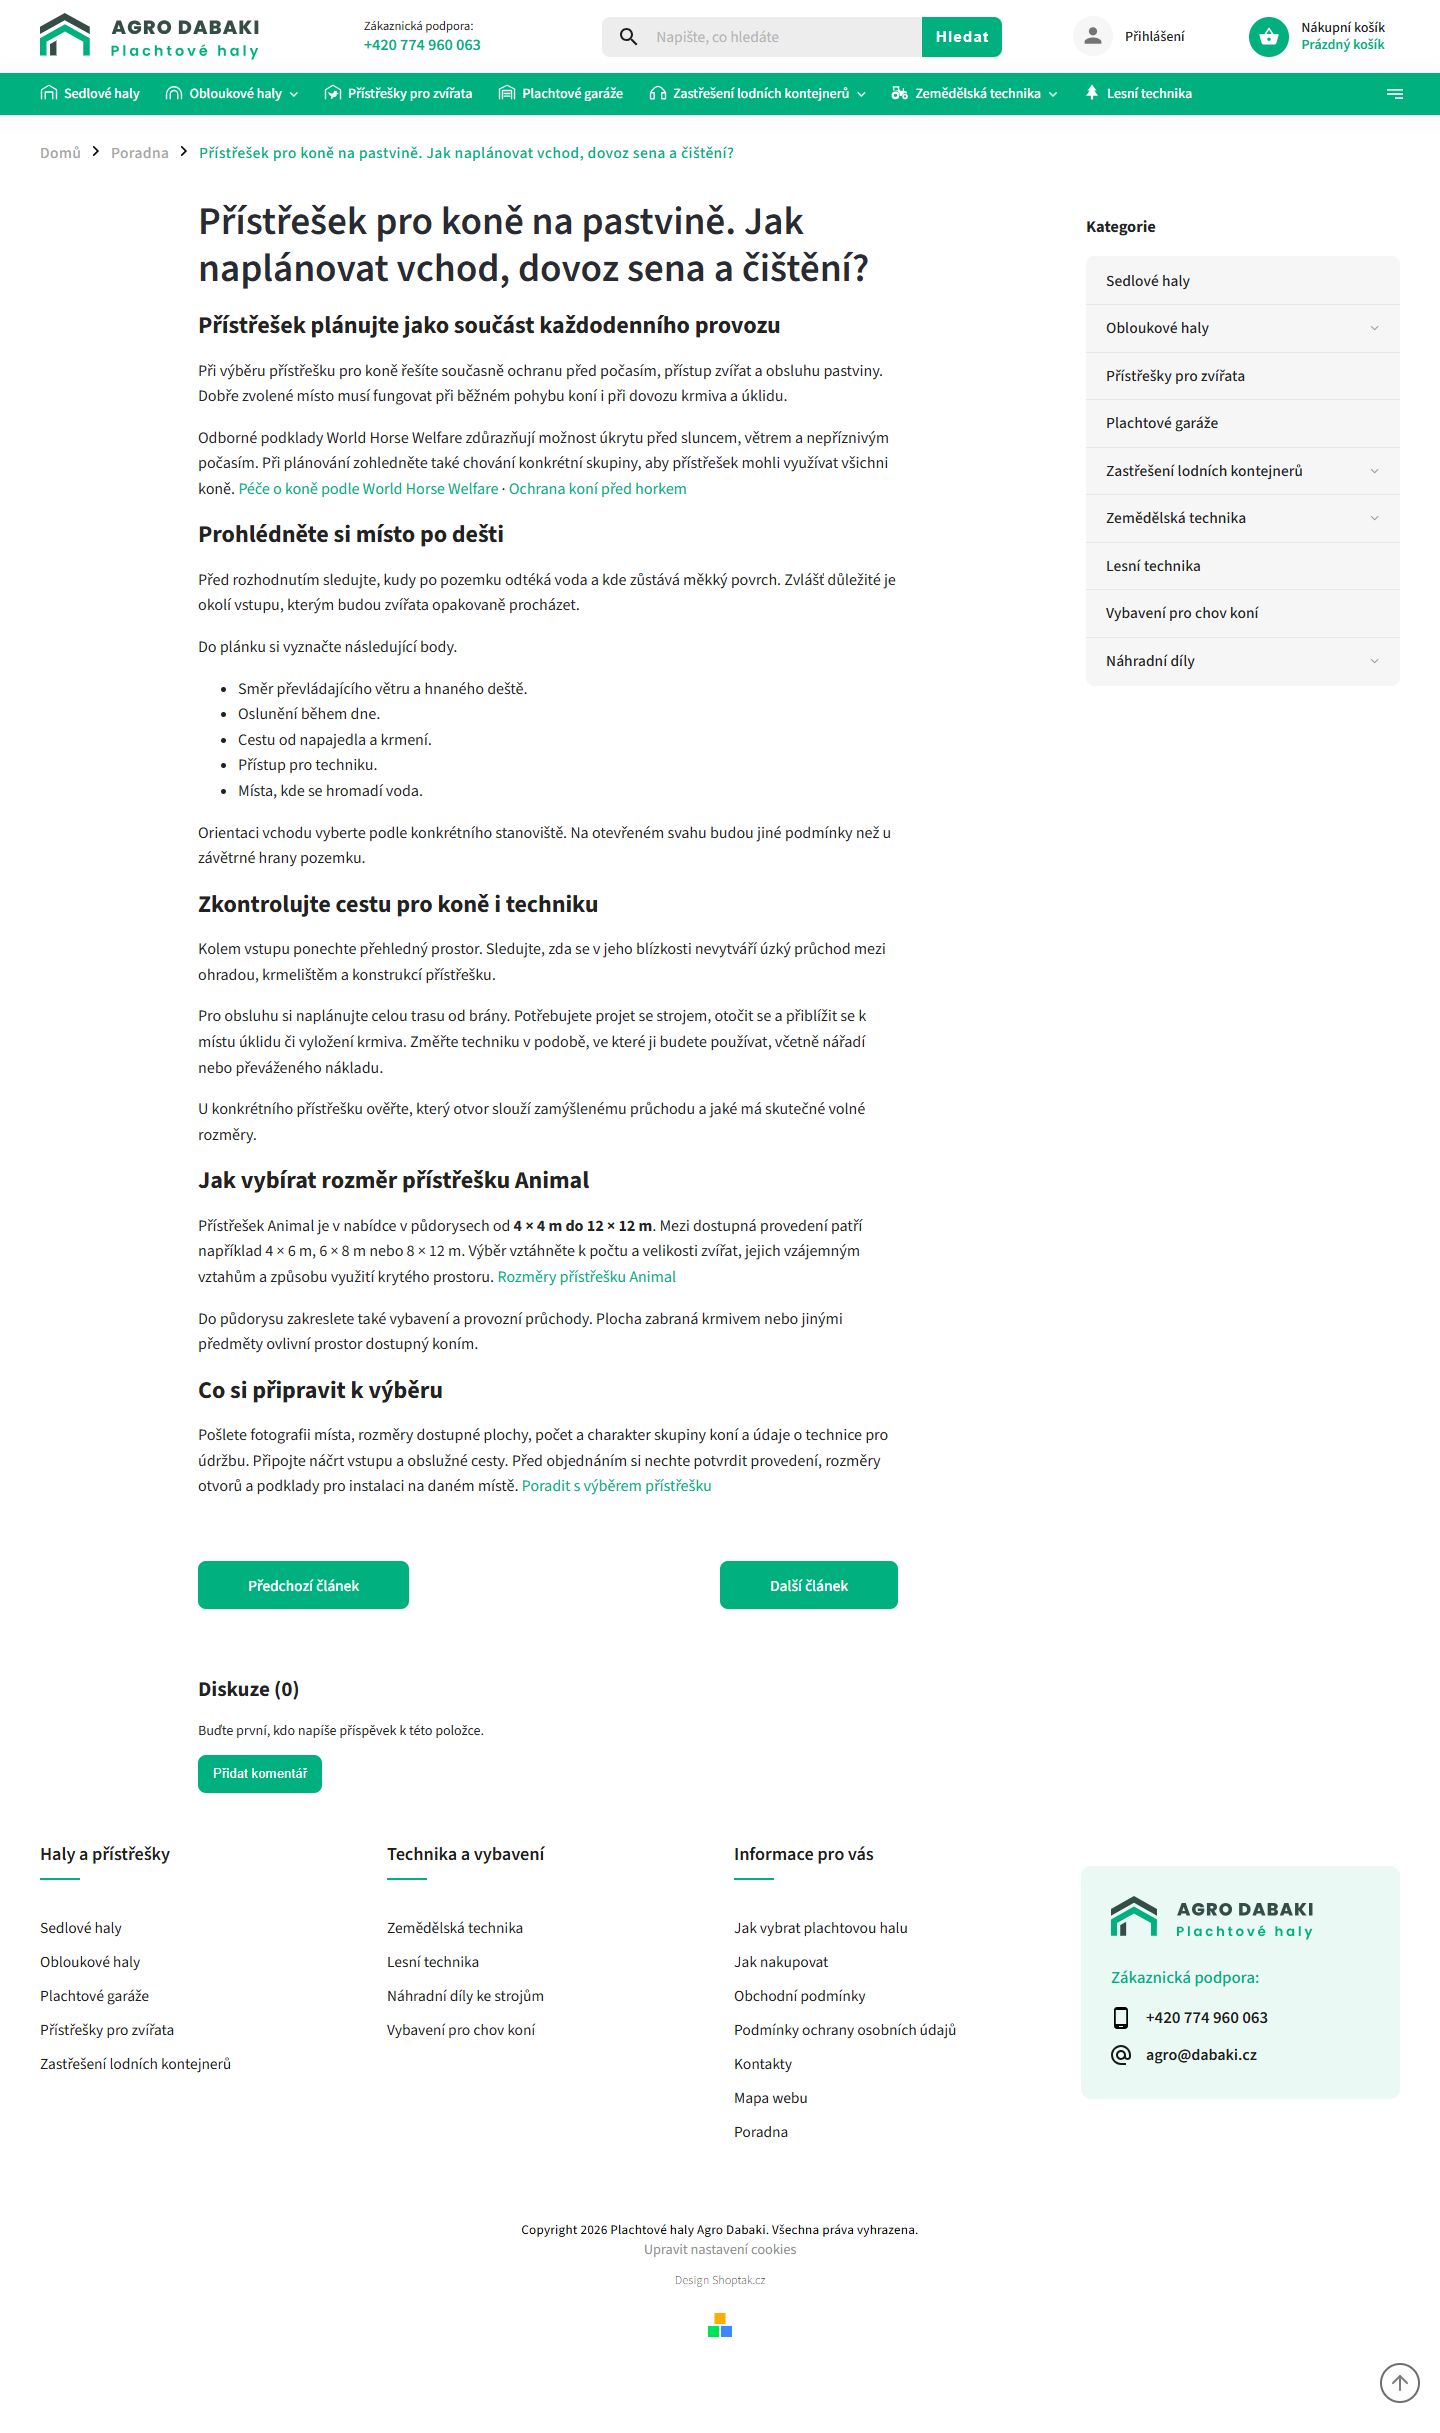 AGRO DABAKI
Plachtové haly
Zákaznická podpora:
+420 774 960 063
Napište, co hledáte
Hledat
Přihlášení
Nákupní košík
Prázdný košík
Sedlové haly
Obloukové haly
Přístřešky pro zvířata
Plachtové garáže
Zastřešení lodních kontejnerů
Zemědělská technika
Lesní technika
Domů
Poradna
Přístřešek pro koně na pastvině. Jak naplánovat vchod, dovoz sena a čištění?
Přístřešek pro koně na pastvině. Jak
naplánovat vchod, dovoz sena a čištění?
Přístřešek plánujte jako součást každodenního provozu
Při výběru přístřešku pro koně řešíte současně ochranu před počasím, přístup zvířat a obsluhu pastviny.
Dobře zvolené místo musí fungovat při běžném pohybu koní i při dovozu krmiva a úklidu.
Odborné podklady World Horse Welfare zdůrazňují možnost úkrytu před sluncem, větrem a nepříznivým
počasím. Při plánování zohledněte také chování konkrétní skupiny, aby přístřešek mohli využívat všichni
koně. Péče o koně podle World Horse Welfare · Ochrana koní před horkem
Prohlédněte si místo po dešti
Před rozhodnutím sledujte, kudy po pozemku odtéká voda a kde zůstává měkký povrch. Zvlášť důležité je
okolí vstupu, kterým budou zvířata opakovaně procházet.
Do plánku si vyznačte následující body.
• Směr převládajícího větru a hnaného deště.
• Oslunění během dne.
• Cestu od napajedla a krmení.
• Přístup pro techniku.
• Místa, kde se hromadí voda.
Orientaci vchodu vyberte podle konkrétního stanoviště. Na otevřeném svahu budou jiné podmínky než u
závětrné hrany pozemku.
Zkontrolujte cestu pro koně i techniku
Kolem vstupu ponechte přehledný prostor. Sledujte, zda se v jeho blízkosti nevytváří úzký průchod mezi
ohradou, krmelištěm a konstrukcí přístřešku.
Pro obsluhu si naplánujte celou trasu od brány. Potřebujete projet se strojem, otočit se a přiblížit se k
místu úklidu či vyložení krmiva. Změřte techniku v podobě, ve které ji budete používat, včetně nářadí
nebo převáženého nákladu.
U konkrétního přístřešku ověřte, který otvor slouží zamýšlenému průchodu a jaké má skutečné volné
rozměry.
Jak vybírat rozměr přístřešku Animal
Přístřešek Animal je v nabídce v půdorysech od 4 × 4 m do 12 × 12 m. Mezi dostupná provedení patří
například 4 × 6 m, 6 × 8 m nebo 8 × 12 m. Výběr vztáhněte k počtu a velikosti zvířat, jejich vzájemným
vztahům a způsobu využití krytého prostoru. Rozměry přístřešku Animal
Do půdorysu zakreslete také vybavení a provozní průchody. Plocha zabraná krmivem nebo jinými
předměty ovlivní prostor dostupný koním.
Co si připravit k výběru
Pošlete fotografii místa, rozměry dostupné plochy, počet a charakter skupiny koní a údaje o technice pro
údržbu. Připojte náčrt vstupu a obslužné cesty. Před objednáním si nechte potvrdit provedení, rozměry
otvorů a podklady pro instalaci na daném místě. Poradit s výběrem přístřešku
Předchozí článek
Další článek
Diskuze (0)
Buďte první, kdo napíše příspěvek k této položce.
Přidat komentář
Kategorie
Sedlové haly
Obloukové haly
Přístřešky pro zvířata
Plachtové garáže
Zastřešení lodních kontejnerů
Zemědělská technika
Lesní technika
Vybavení pro chov koní
Náhradní díly
Haly a přístřešky
Sedlové haly
Obloukové haly
Plachtové garáže
Přístřešky pro zvířata
Zastřešení lodních kontejnerů
Technika a vybavení
Zemědělská technika
Lesní technika
Náhradní díly ke strojům
Vybavení pro chov koní
Informace pro vás
Jak vybrat plachtovou halu
Jak nakupovat
Obchodní podmínky
Podmínky ochrany osobních údajů
Kontakty
Mapa webu
Poradna
AGRO DABAKI
Plachtové haly
Zákaznická podpora:
+420 774 960 063
agro@dabaki.cz
Copyright 2026 Plachtové haly Agro Dabaki. Všechna práva vyhrazena.
Upravit nastavení cookies
Design Shoptak.cz